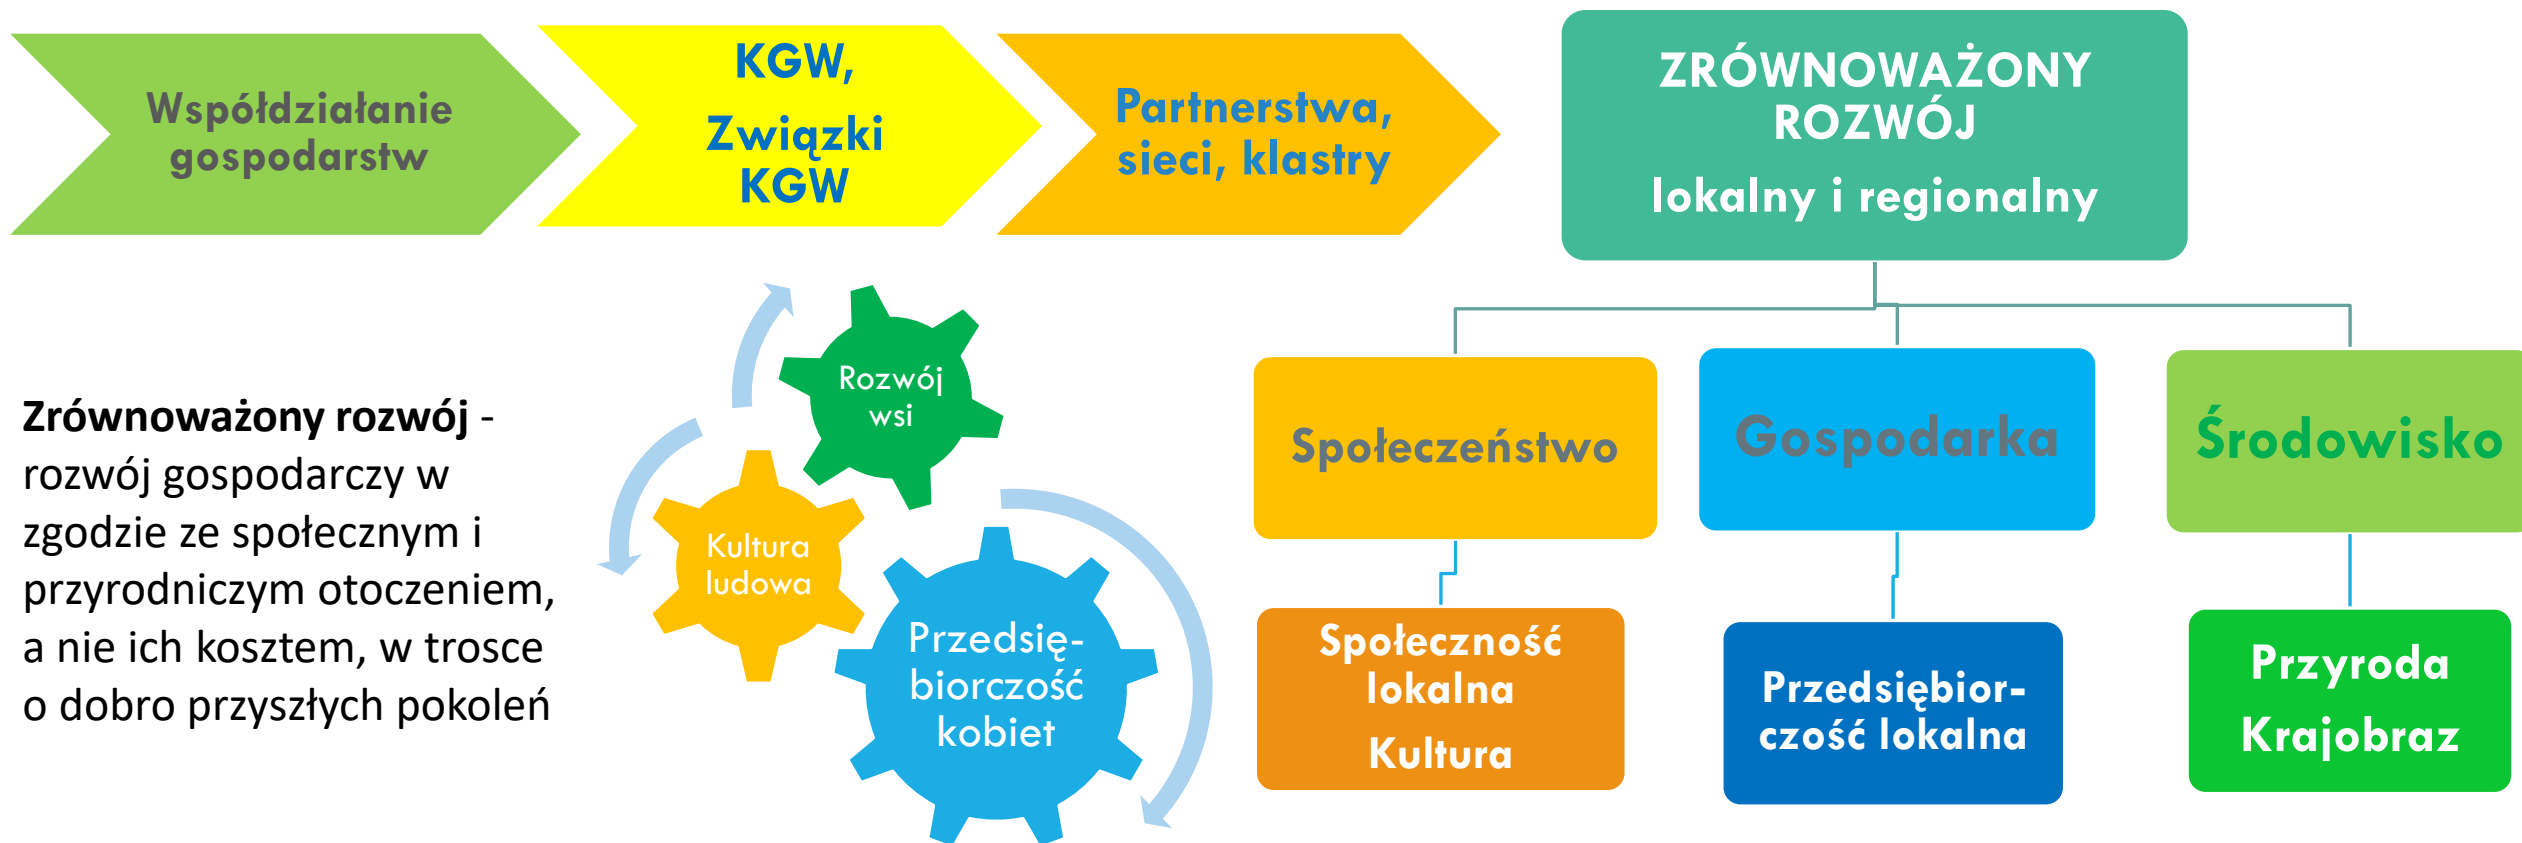 Współdziałanie
gospodarstw
KGW,
Związki
KGW
Partnerstwa,
sieci, klastry
ZRÓWNOWAŻONY
ROZWÓJ
lokalny i regionalny
Zrównoważony rozwój -
rozwój gospodarczy w
zgodzie ze społecznym i
przyrodniczym otoczeniem,
a nie ich kosztem, w trosce
o dobro przyszłych pokoleń
Rozwój
wsi
Kultura
ludowa
Przedsię-
biorczość
kobiet
Społeczeństwo
Gospodarka
Środowisko
Społeczność
lokalna
Kultura
Przedsiębior-
czość lokalna
Przyroda
Krajobraz